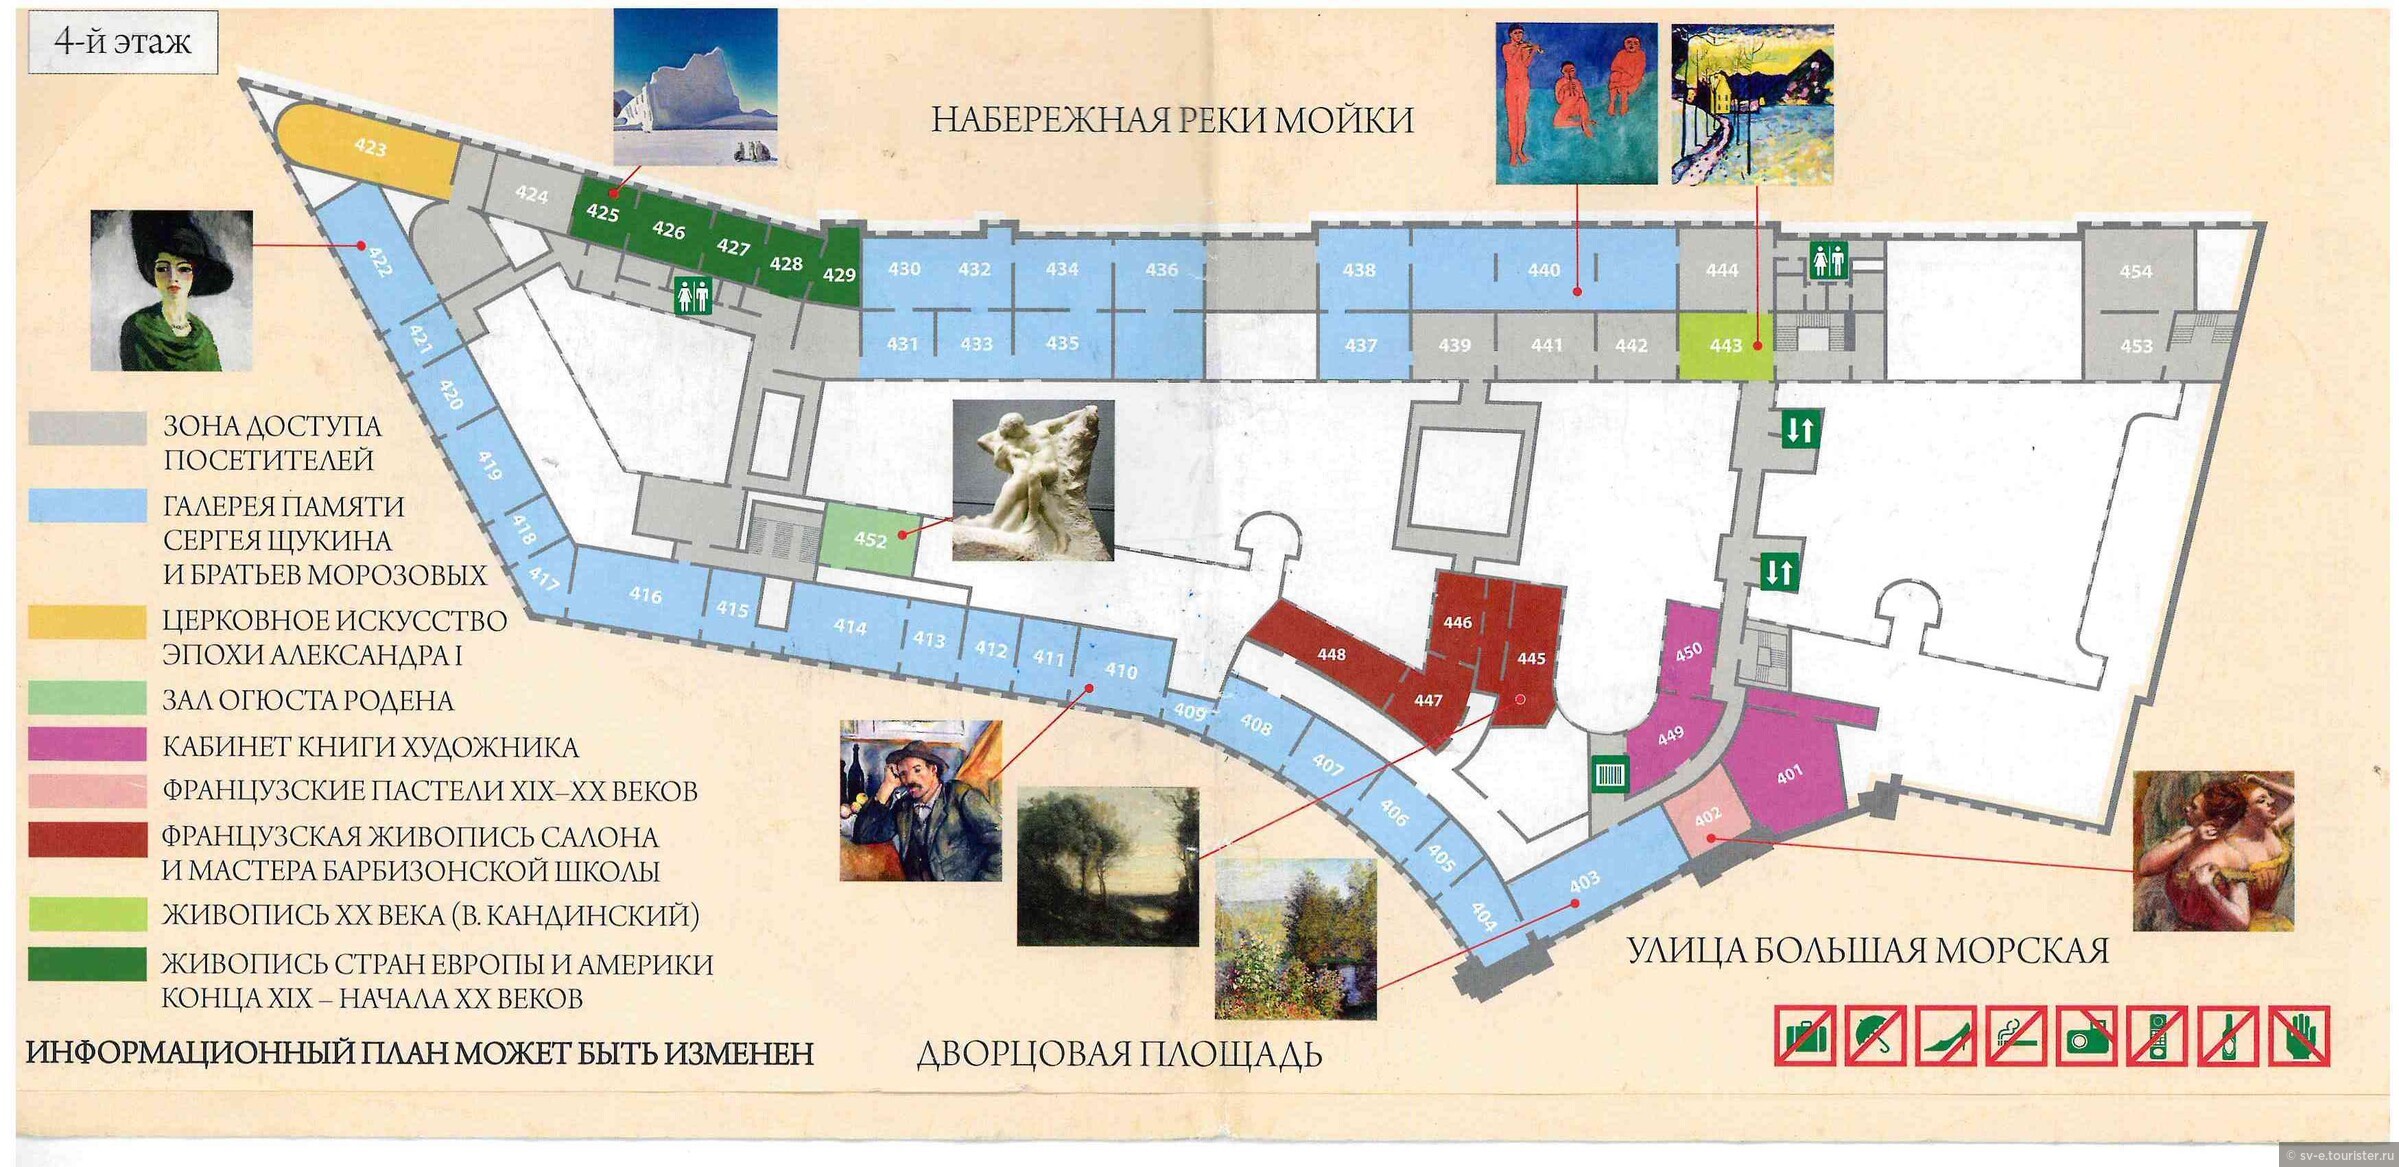 4-й этаж
НАБЕРЕЖНАЯ РЕКИ МОЙКИ
423
424
425
426
427
428
429
430
432
434
436
438
440
444
454
422
421
420
419
418
417
431
433
435
437
439
441
442
443
453
452
416
415
414
413
412
411
410
409
408
407
406
405
404
403
402
401
446
445
448
447
450
449
ЗОНА ДОСТУПА
ПОСЕТИТЕЛЕЙ
ГАЛЕРЕЯ ПАМЯТИ
СЕРГЕЯ ЩУКИНА
И БРАТЬЕВ МОРОЗОВЫХ
ЦЕРКОВНОЕ ИСКУССТВО
ЭПОХИ АЛЕКСАНДРА I
ЗАЛ ОГЮСТА РОДЕНА
КАБИНЕТ КНИГИ ХУДОЖНИКА
ФРАНЦУЗСКИЕ ПАСТЕЛИ XIX–XX ВЕКОВ
ФРАНЦУЗСКАЯ ЖИВОПИСЬ САЛОНА
И МАСТЕРА БАРБИЗОНСКОЙ ШКОЛЫ
ЖИВОПИСЬ XX ВЕКА (В. КАНДИНСКИЙ)
ЖИВОПИСЬ СТРАН ЕВРОПЫ И АМЕРИКИ
КОНЦА XIX – НАЧАЛА XX ВЕКОВ
ИНФОРМАЦИОННЫЙ ПЛАН МОЖЕТ БЫТЬ ИЗМЕНЕН
ДВОРЦОВАЯ ПЛОЩАДЬ
УЛИЦА БОЛЬШАЯ МОРСКАЯ
© sv-e.tourister.ru